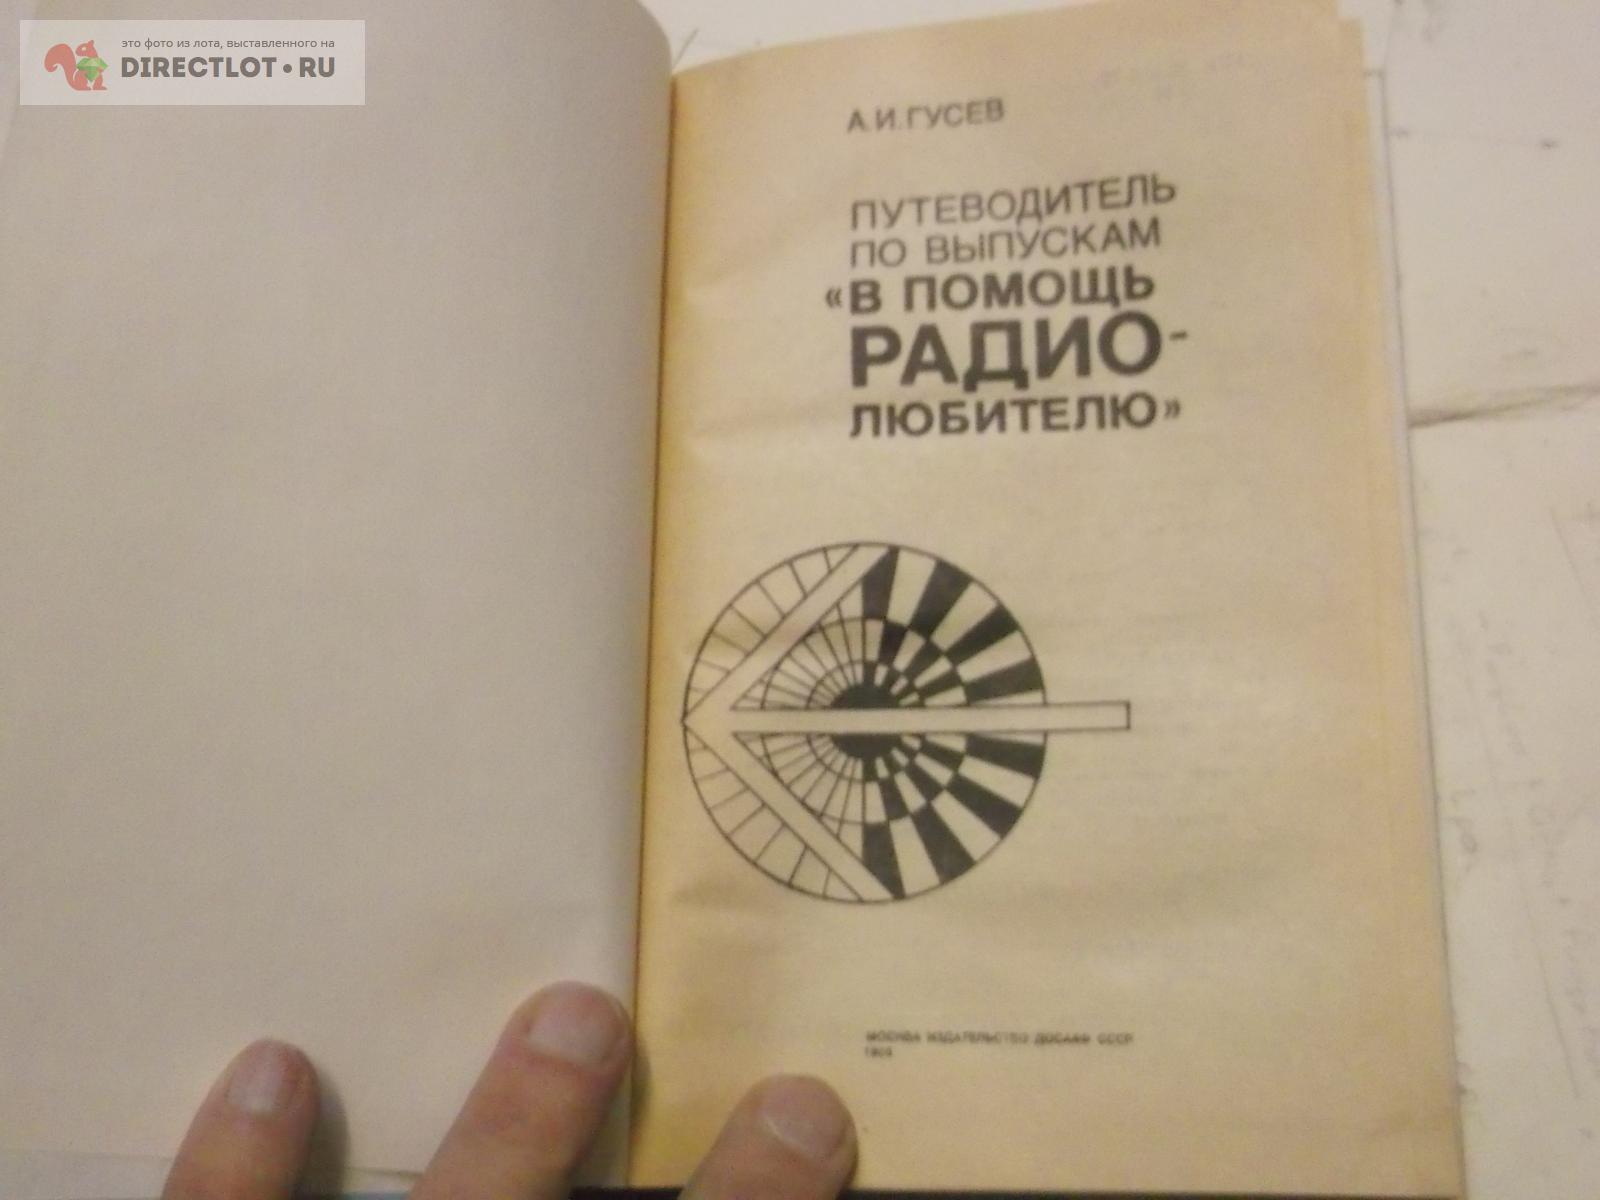 это фото из лота, выставленного на
DIRECTLOT•RU
А.И.ГУСЕВ
ПУТЕВОДИТЕЛЬ
ПО ВЫПУСКАМ
«В ПОМОЩЬ
РАДИО-
ЛЮБИТЕЛЮ»
МОСКВА ИЗДАТЕЛЬСТВО ДОСААФ СССР